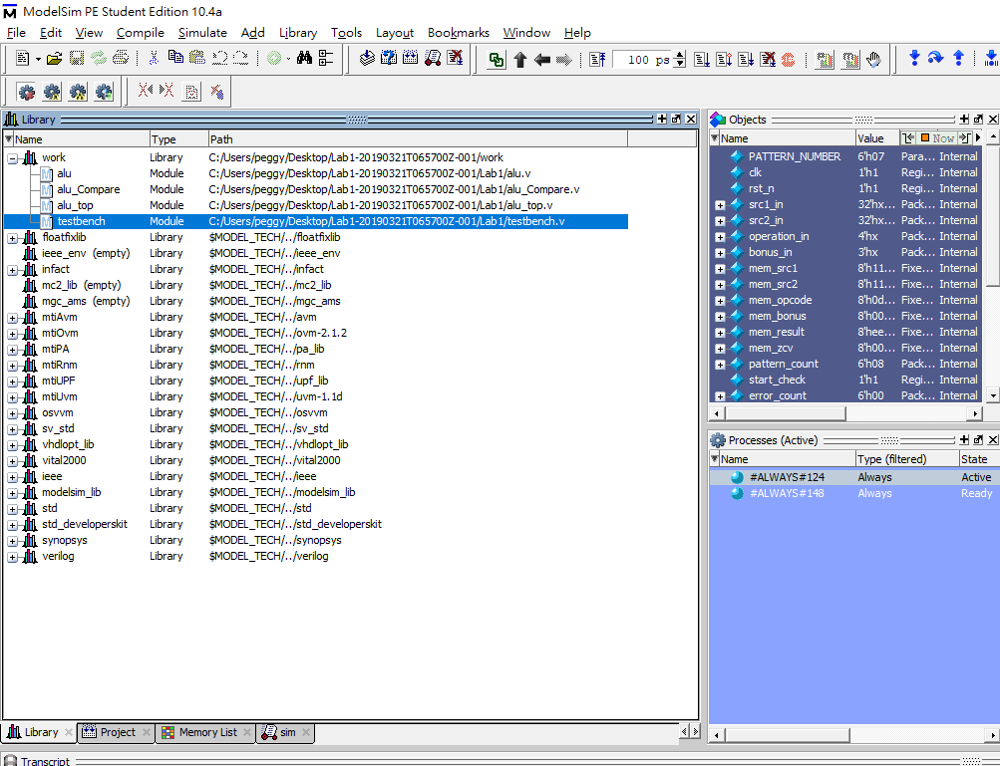 ModelSim PE Student Edition 10.4a
File Edit View Compile Simulate Add Library Tools Layout Bookmarks Window Help
100 ps
Library
Name Type Path
work Library C:/Users/peggy/Desktop/Lab1-20190321T065700Z-001/work
alu Module C:/Users/peggy/Desktop/Lab1-20190321T065700Z-001/Lab1/alu.v
alu_Compare Module C:/Users/peggy/Desktop/Lab1-20190321T065700Z-001/Lab1/alu_Compare.v
alu_top Module C:/Users/peggy/Desktop/Lab1-20190321T065700Z-001/Lab1/alu_top.v
testbench Module C:/Users/peggy/Desktop/Lab1-20190321T065700Z-001/Lab1/testbench.v
floatfixlib Library $MODEL_TECH/../floatfixlib
ieee_env (empty) Library $MODEL_TECH/../ieee_env
infact Library $MODEL_TECH/../infact
mc2_lib (empty) Library $MODEL_TECH/../mc2_lib
mgc_ams (empty) Library $MODEL_TECH/../mgc_ams
mtiAvm Library $MODEL_TECH/../avm
mtiOvm Library $MODEL_TECH/../ovm-2.1.2
mtiPA Library $MODEL_TECH/../pa_lib
mtiRnm Library $MODEL_TECH/../rnm
mtiUPF Library $MODEL_TECH/../upf_lib
mtiUvm Library $MODEL_TECH/../uvm-1.1d
osvvm Library $MODEL_TECH/../osvvm
sv_std Library $MODEL_TECH/../sv_std
vhdlopt_lib Library $MODEL_TECH/../vhdlopt_lib
vital2000 Library $MODEL_TECH/../vital2000
ieee Library $MODEL_TECH/../ieee
modelsim_lib Library $MODEL_TECH/../modelsim_lib
std Library $MODEL_TECH/../std
std_developerskit Library $MODEL_TECH/../std_developerskit
synopsys Library $MODEL_TECH/../synopsys
verilog Library $MODEL_TECH/../verilog
Library Project Memory List sim
Objects
Name Value Now
PATTERN_NUMBER 6'h07 Para... Internal
clk 1'h1 Regi... Internal
rst_n 1'h1 Regi... Internal
src1_in 32'hx... Pack... Internal
src2_in 32'hx... Pack... Internal
operation_in 4'hx Pack... Internal
bonus_in 3'hx Pack... Internal
mem_src1 8'h11... Fixe... Internal
mem_src2 8'h11... Fixe... Internal
mem_opcode 8'h0d... Fixe... Internal
mem_bonus 8'h00... Fixe... Internal
mem_result 8'hee... Fixe... Internal
mem_zcv 8'h00... Fixe... Internal
pattern_count 6'h08 Pack... Internal
start_check 1'h1 Regi... Internal
error_count 6'h00 Pack... Internal
Processes (Active)
Name Type (filtered) State
#ALWAYS#124 Always Active
#ALWAYS#148 Always Ready
Transcript